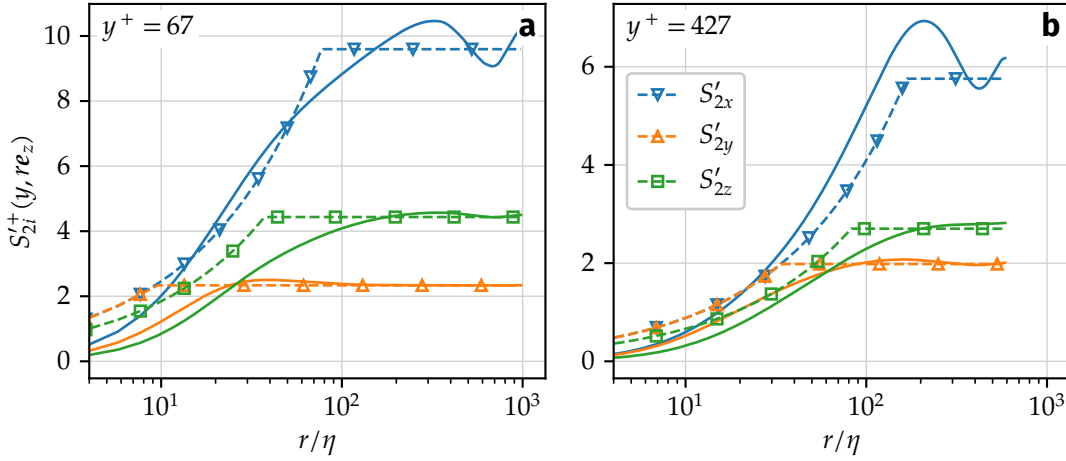 y⁺ = 67
a
10
8
6
4
2
0
S′⁺₂ᵢ(y, re_z)
10¹
10²
10³
r/η
y⁺ = 427
b
S′₂ₓ
S′₂y
S′₂z
6
4
2
0
10¹
10²
10³
r/η